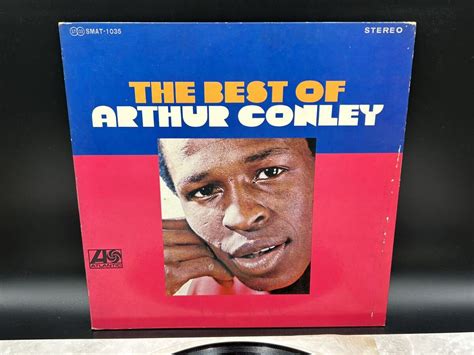 SMAT-1035
STEREO
THE BEST OF
ARTHUR CONLEY
ATLANTIC